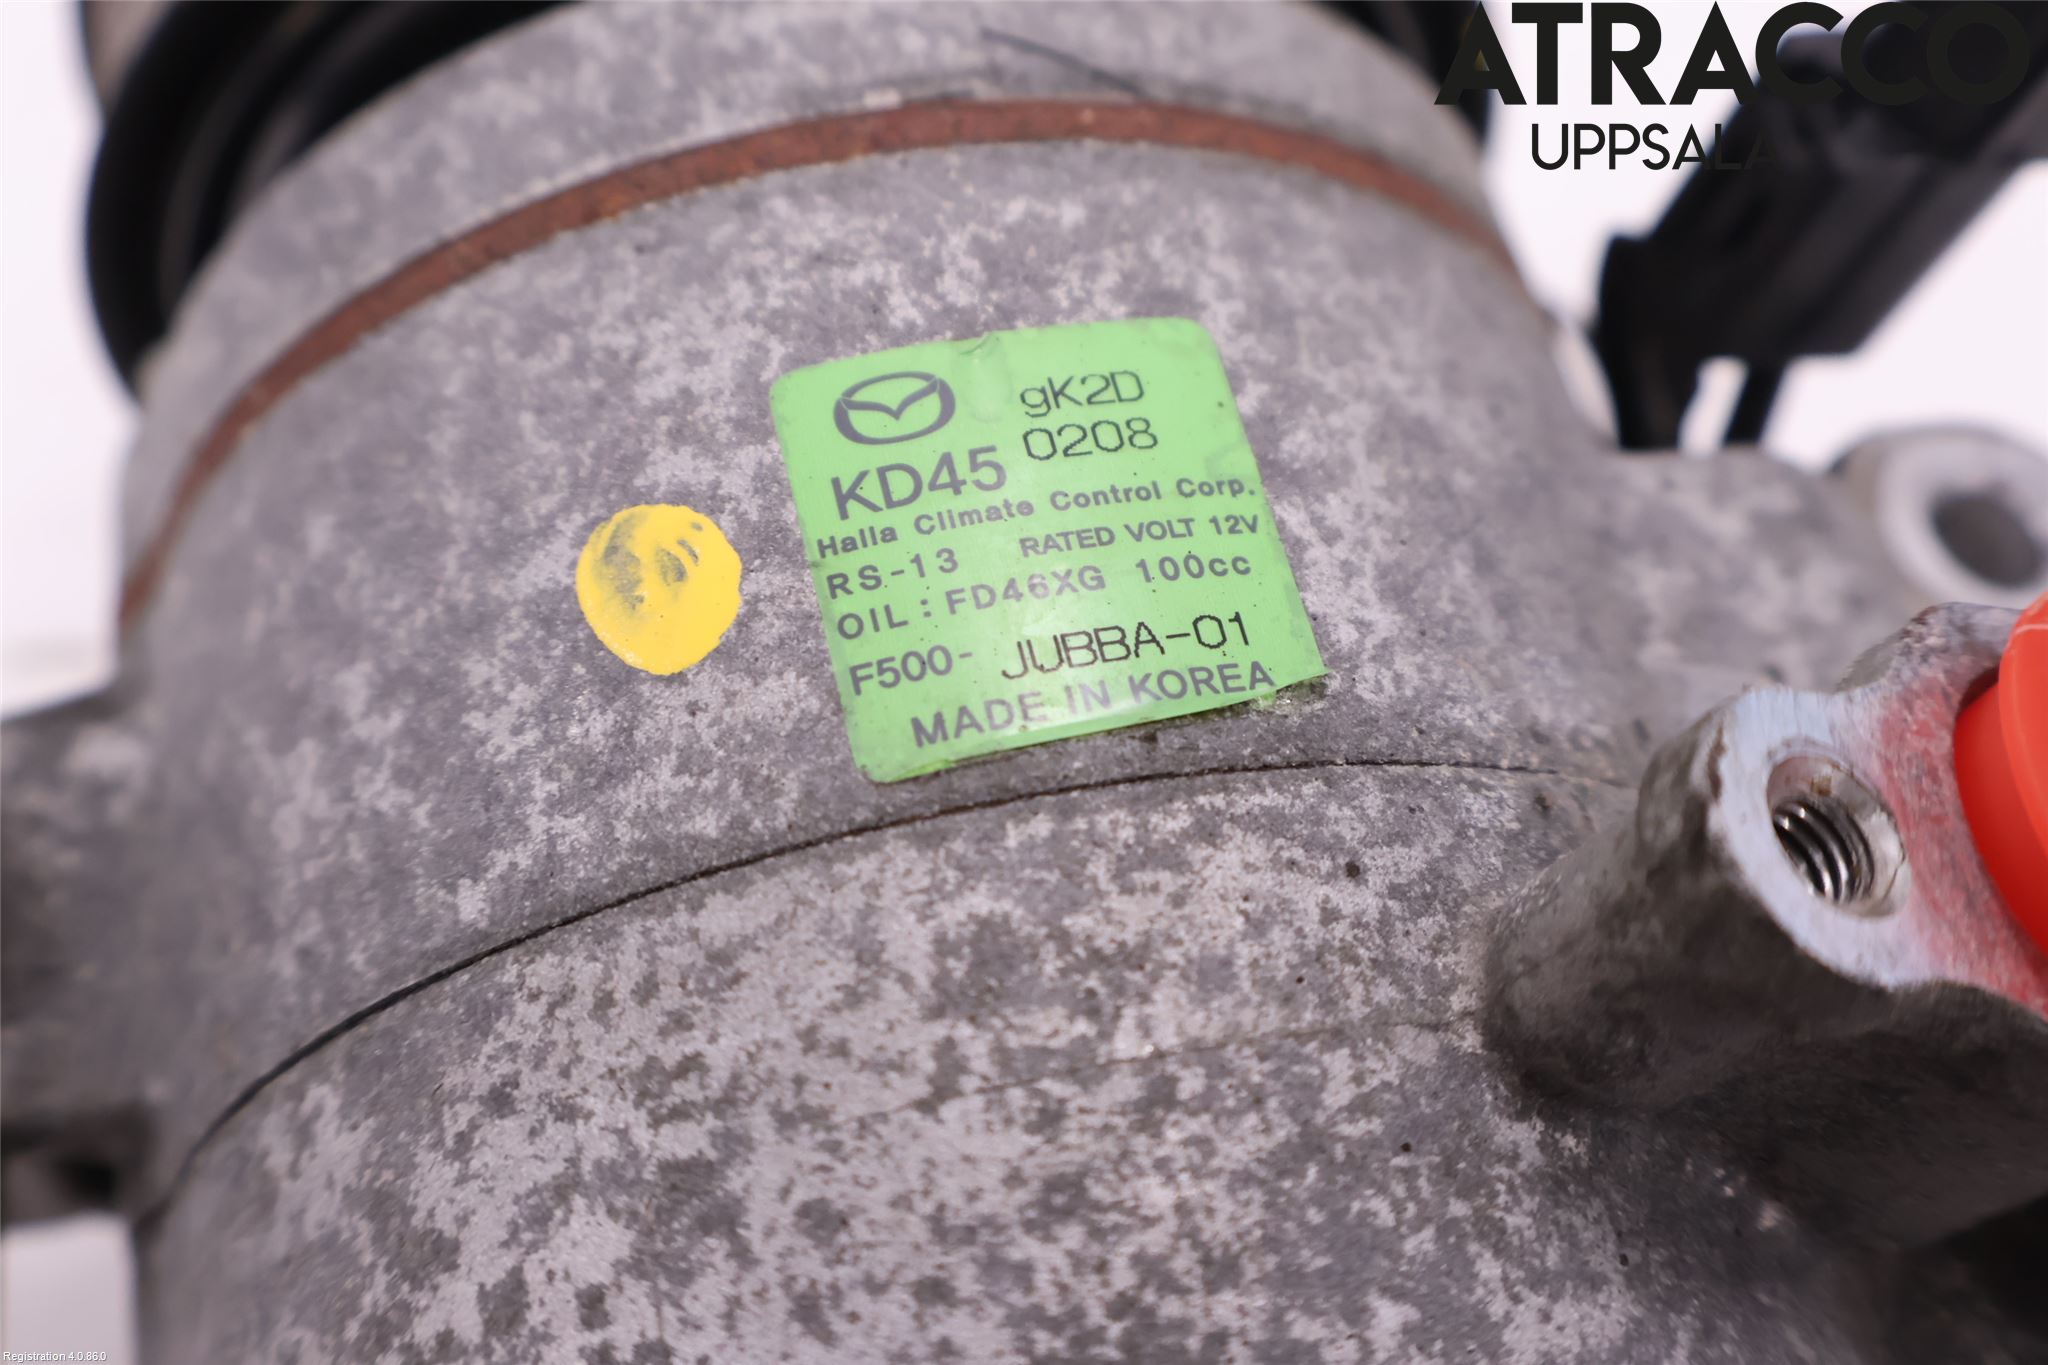 ATRACCO
UPPSALA
gK2D
0208
KD45
Halla Climate Control Corp.
RS-13 RATED VOLT 12V
OIL : FD46XG 100cc
F500- JUBBA-01
MADE IN KOREA
Registration 4.0.86.0